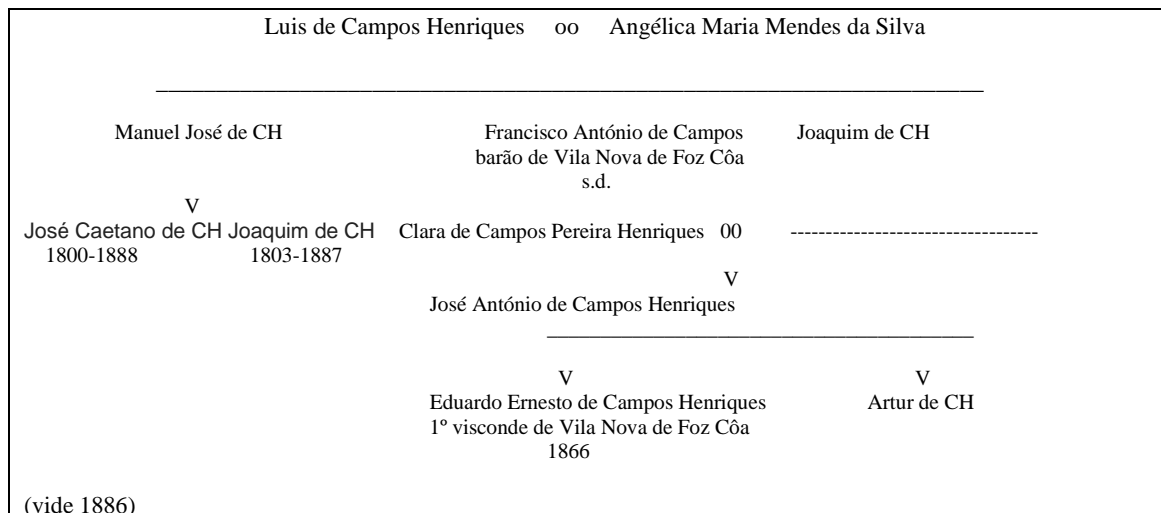 Luis de Campos Henriques oo Angélica Maria Mendes da Silva
Manuel José de CH Francisco António de Campos Joaquim de CH
barão de Vila Nova de Foz Côa
s.d.
V
José Caetano de CH Joaquim de CH Clara de Campos Pereira Henriques 00 -----------------------------------
1800-1888 1803-1887
V
José António de Campos Henriques
V V
Eduardo Ernesto de Campos Henriques Artur de CH
1º visconde de Vila Nova de Foz Côa
1866
(vide 1886)